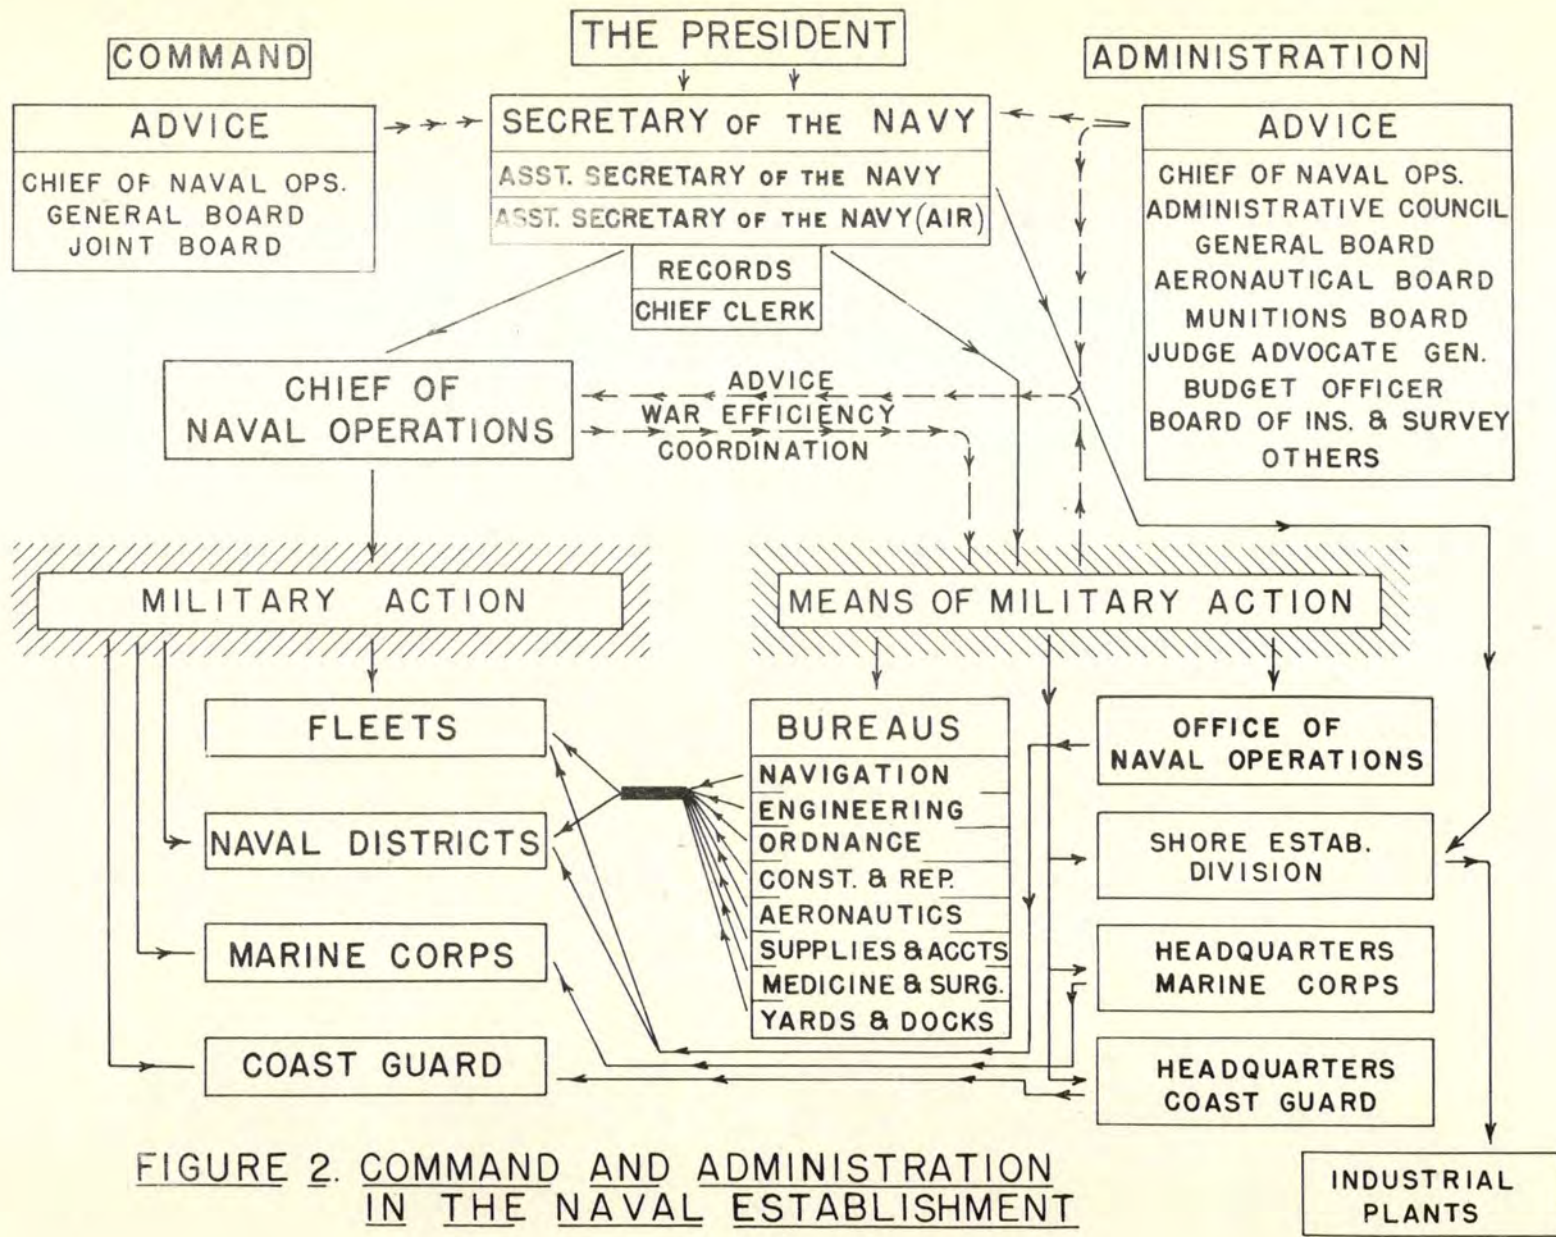 THE PRESIDENT
COMMAND
ADMINISTRATION
ADVICE
CHIEF OF NAVAL OPS.
GENERAL BOARD
JOINT BOARD
SECRETARY OF THE NAVY
ASST. SECRETARY OF THE NAVY
ASST. SECRETARY OF THE NAVY (AIR)
RECORDS
CHIEF CLERK
ADVICE
CHIEF OF NAVAL OPS.
ADMINISTRATIVE COUNCIL
GENERAL BOARD
AERONAUTICAL BOARD
MUNITIONS BOARD
JUDGE ADVOCATE GEN.
BUDGET OFFICER
BOARD OF INS. & SURVEY
OTHERS
CHIEF OF
NAVAL OPERATIONS
ADVICE
WAR EFFICIENCY
COORDINATION
MILITARY ACTION
MEANS OF MILITARY ACTION
FLEETS
NAVAL DISTRICTS
MARINE CORPS
COAST GUARD
BUREAUS
NAVIGATION
ENGINEERING
ORDNANCE
CONST. & REP.
AERONAUTICS
SUPPLIES & ACCTS
MEDICINE & SURG.
YARDS & DOCKS
OFFICE OF
NAVAL OPERATIONS
SHORE ESTAB.
DIVISION
HEADQUARTERS
MARINE CORPS
HEADQUARTERS
COAST GUARD
INDUSTRIAL
PLANTS
FIGURE 2. COMMAND AND ADMINISTRATION
IN THE NAVAL ESTABLISHMENT